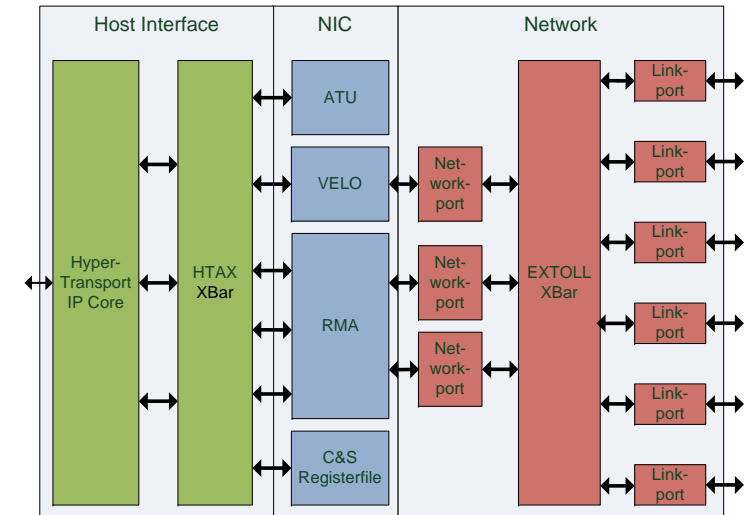 Host Interface
NIC
Network
Hyper-
Transport
IP Core
HTAX
XBar
ATU
VELO
RMA
C&S
Registerfile
Net-
work-
port
Net-
work-
port
Net-
work-
port
EXTOLL
XBar
Link-
port
Link-
port
Link-
port
Link-
port
Link-
port
Link-
port